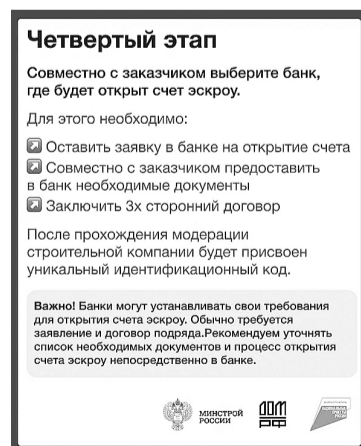 Четвертый этап
Совместно с заказчиком выберите банк,
где будет открыт счет эскроу.
Для этого необходимо:
Оставить заявку в банке на открытие счета
Совместно с заказчиком предоставить
в банк необходимые документы
Заключить 3х сторонний договор
После прохождения модерации
строительной компании будет присвоен
уникальный идентификационный код.
Важно! Банки могут устанавливать свои требования
для открытия счета эскроу. Обычно требуется
заявление и договор подряда.Рекомендуем уточнять
список необходимых документов и процесс открытия
счета эскроу непосредственно в банке.
МИНСТРОЙ
РОССИИ
ДОМ
РФ